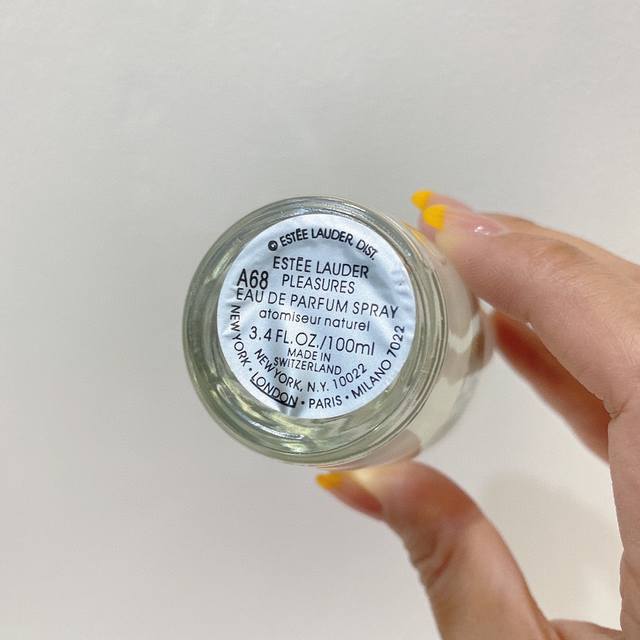 © ESTĒE LAUDER. DIST.
ESTĒE LAUDER
A68 PLEASURES
EAU DE PARFUM SPRAY
atomiseur naturel
3.4 FL.OZ./100ml
MADE IN
SWITZERLAND
NEW YORK, N.Y. 10022
NEW YORK • LONDON • PARIS • MILANO 7022